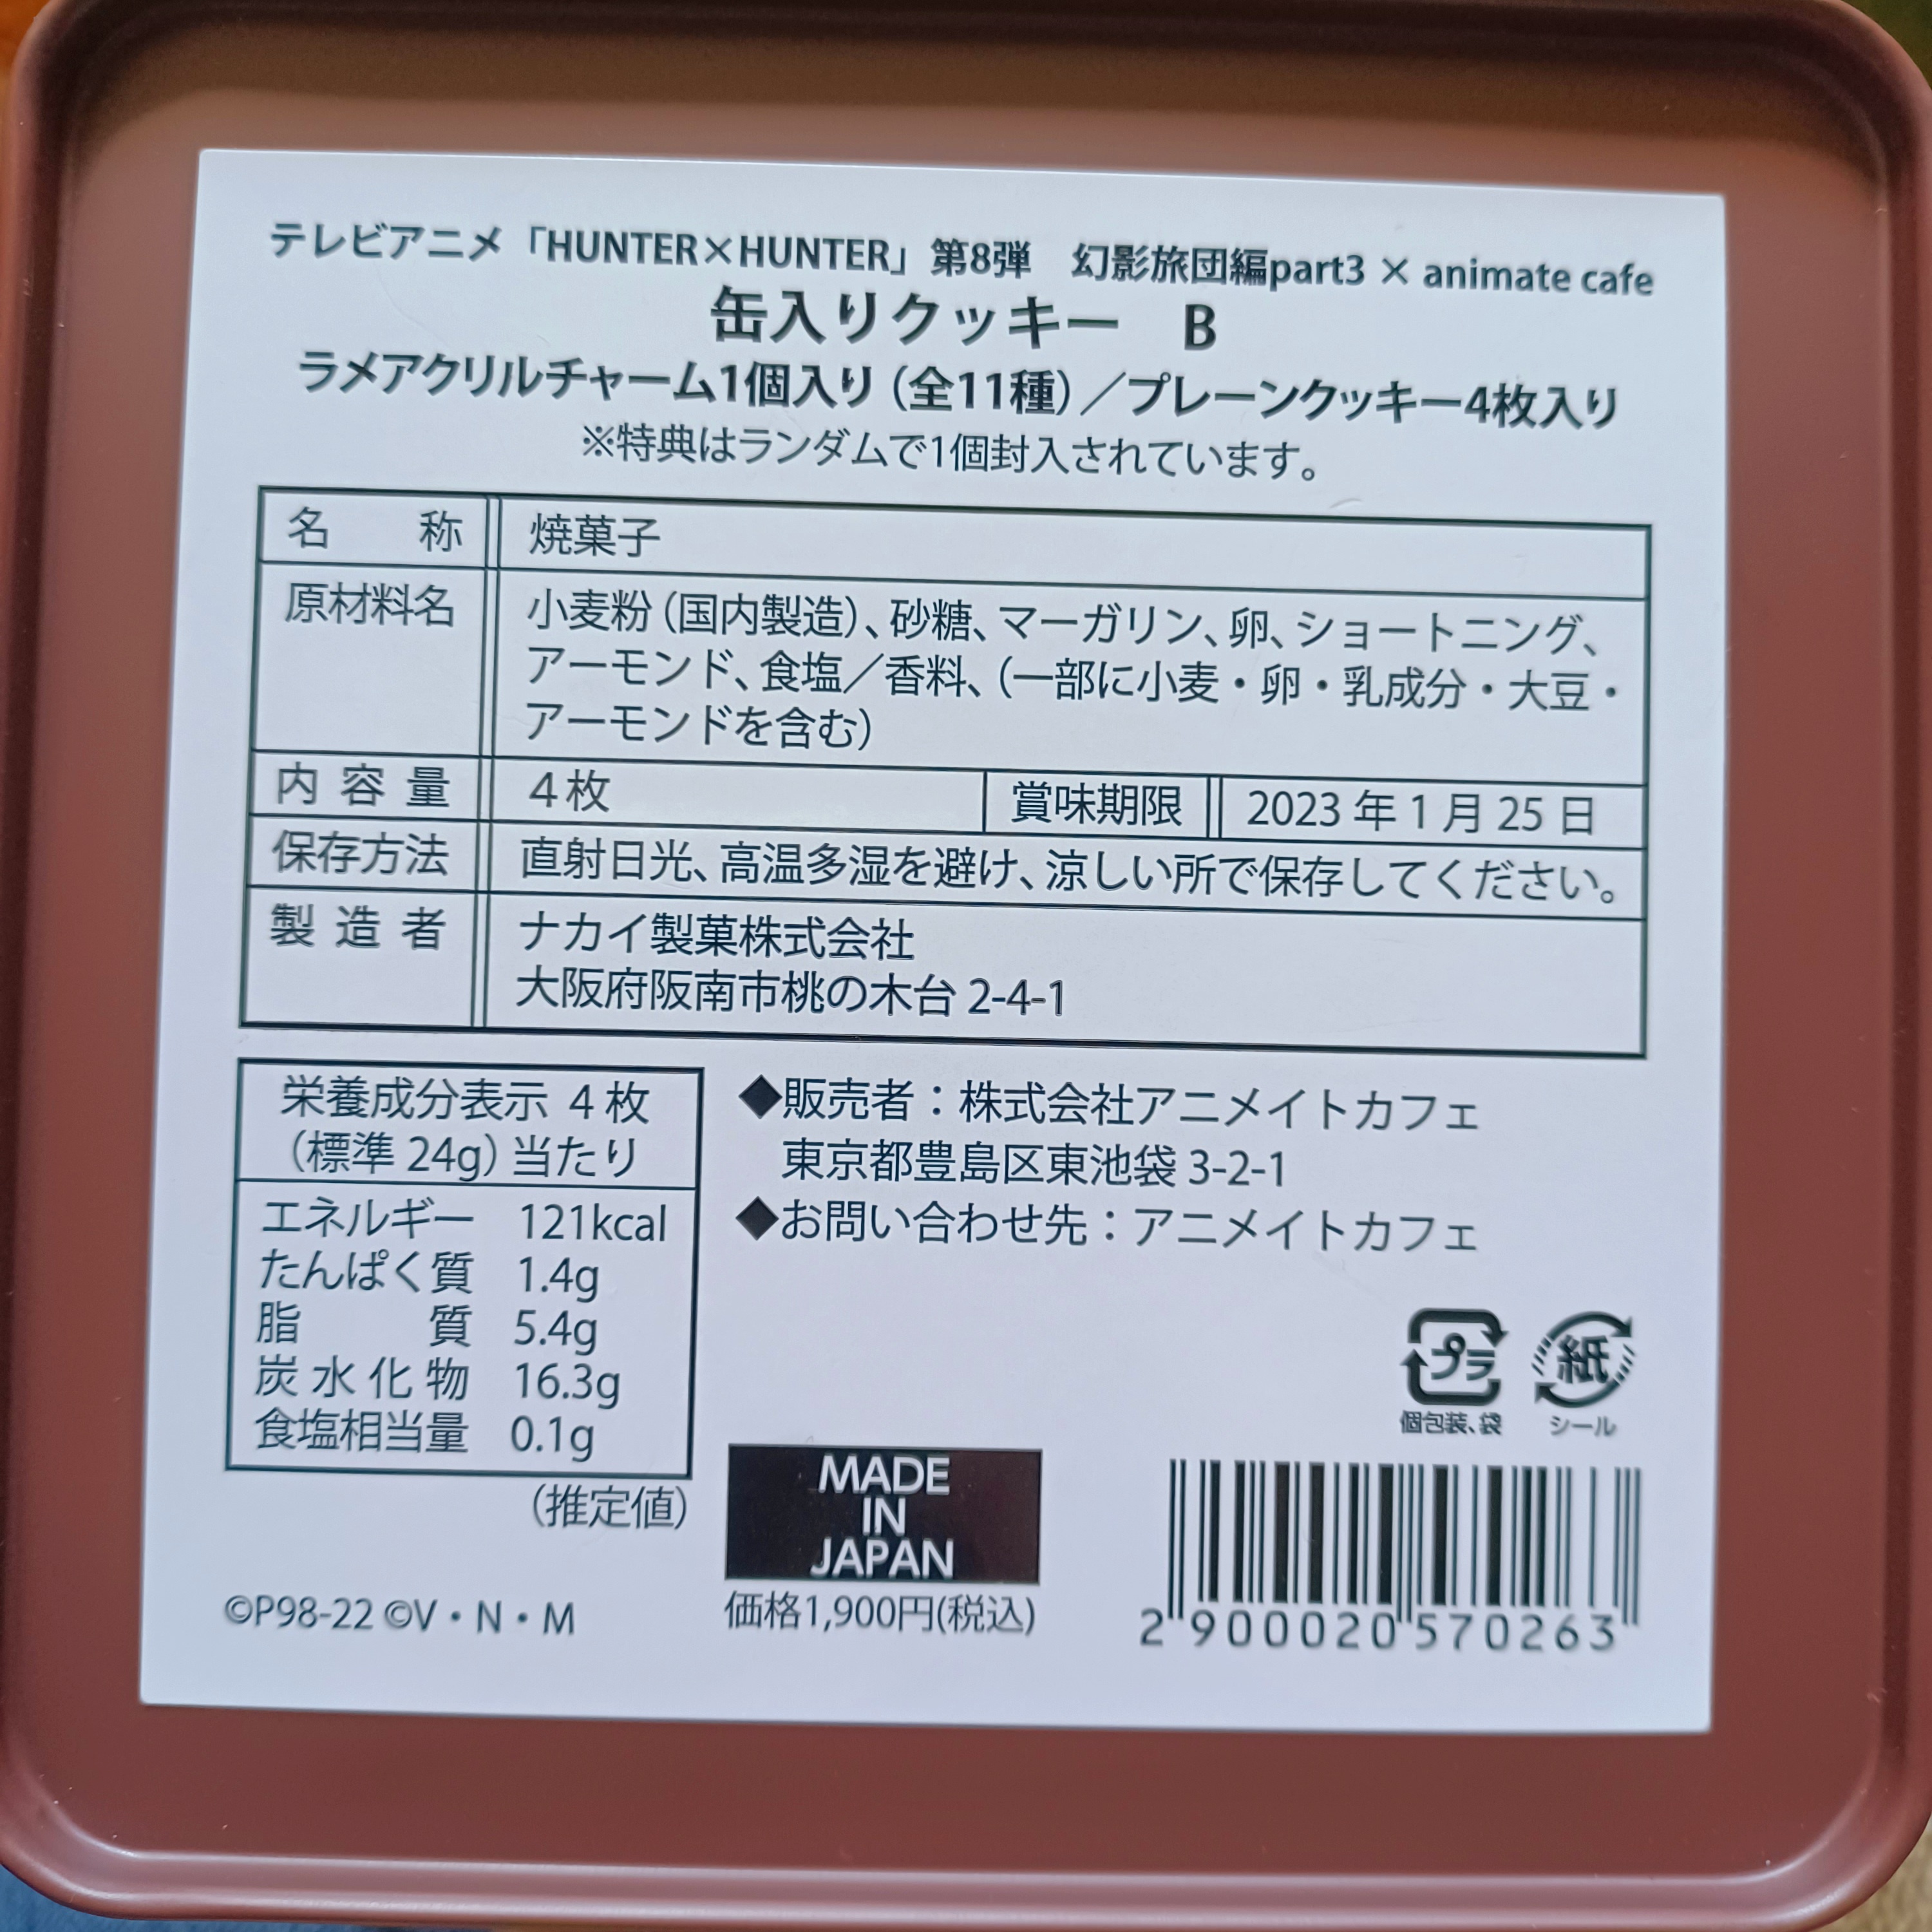 テレビアニメ「HUNTER×HUNTER」第8弾　幻影旅団編part3 × animate cafe
缶入りクッキー　B
ラメアクリルチャーム1個入り（全11種）／プレーンクッキー4枚入り
※特典はランダムで1個封入されています。
名　称　焼菓子
原材料名　小麦粉（国内製造）、砂糖、マーガリン、卵、ショートニング、
アーモンド、食塩／香料、（一部に小麦・卵・乳成分・大豆・
アーモンドを含む）
内容量　4枚　賞味期限　2023年1月25日
保存方法　直射日光、高温多湿を避け、涼しい所で保存してください。
製造者　ナカイ製菓株式会社
大阪府阪南市桃の木台 2-4-1
栄養成分表示 4枚
（標準 24g）当たり
エネルギー　121kcal
たんぱく質　1.4g
脂　質　5.4g
炭水化物　16.3g
食塩相当量　0.1g
（推定値）
◆販売者：株式会社アニメイトカフェ
東京都豊島区東池袋 3-2-1
◆お問い合わせ先：アニメイトカフェ
プラ　紙
個包装、袋　シール
MADE
IN
JAPAN
価格1,900円(税込)
2 900020 570263
©P98-22 ©V・N・M